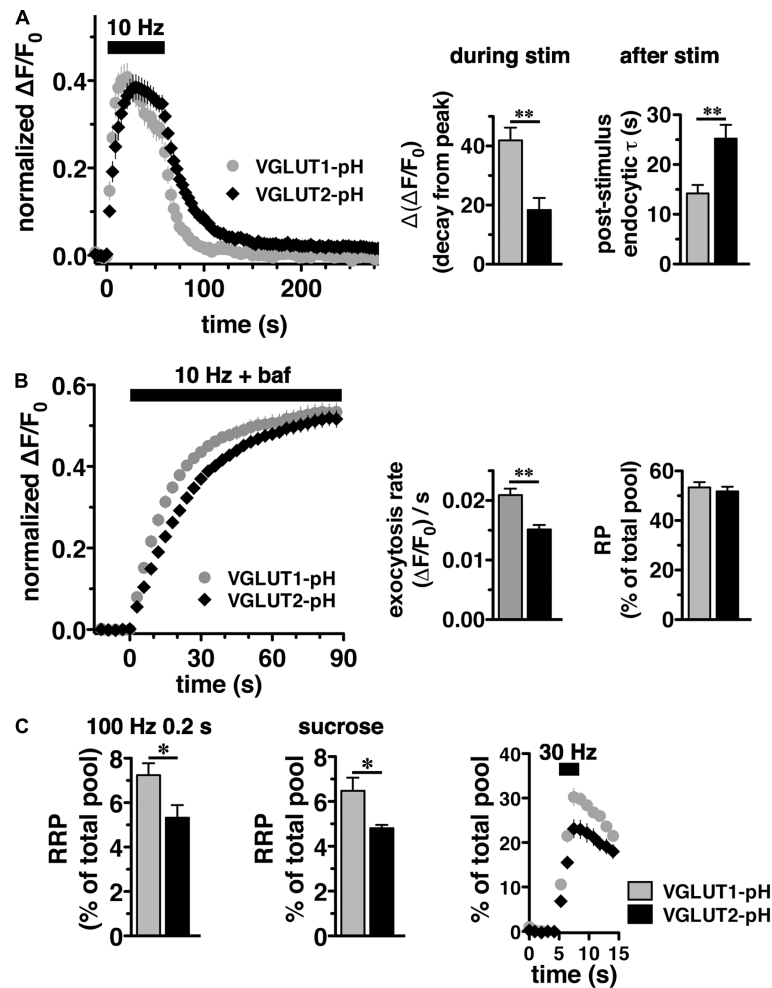 A
10 Hz
normalized ΔF/F0
0.4
0.2
0.0
0
100
200
time (s)
VGLUT1-pH
VGLUT2-pH
during stim
Δ(ΔF/F0)
(decay from peak)
40
20
0
**
after stim
post-stimulus
endocytic τ (s)
30
20
10
0
**
B
10 Hz + baf
normalized ΔF/F0
0.6
0.4
0.2
0.0
0
30
60
90
time (s)
VGLUT1-pH
VGLUT2-pH
exocytosis rate
(ΔF/F0) / s
0.02
0.01
0.00
**
RP
(% of total pool)
60
40
20
0
C
100 Hz 0.2 s
RRP
(% of total pool)
8
6
4
2
0
*
sucrose
RRP
% of total pool)
8
6
4
2
0
*
30 Hz
% of total pool
40
30
20
10
0
0
5
10
15
time (s)
VGLUT1-pH
VGLUT2-pH